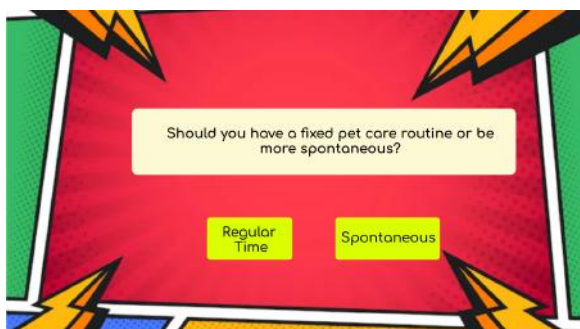 Should you have a fixed pet care routine or be
more spontaneous?
Regular
Time
Spontaneous